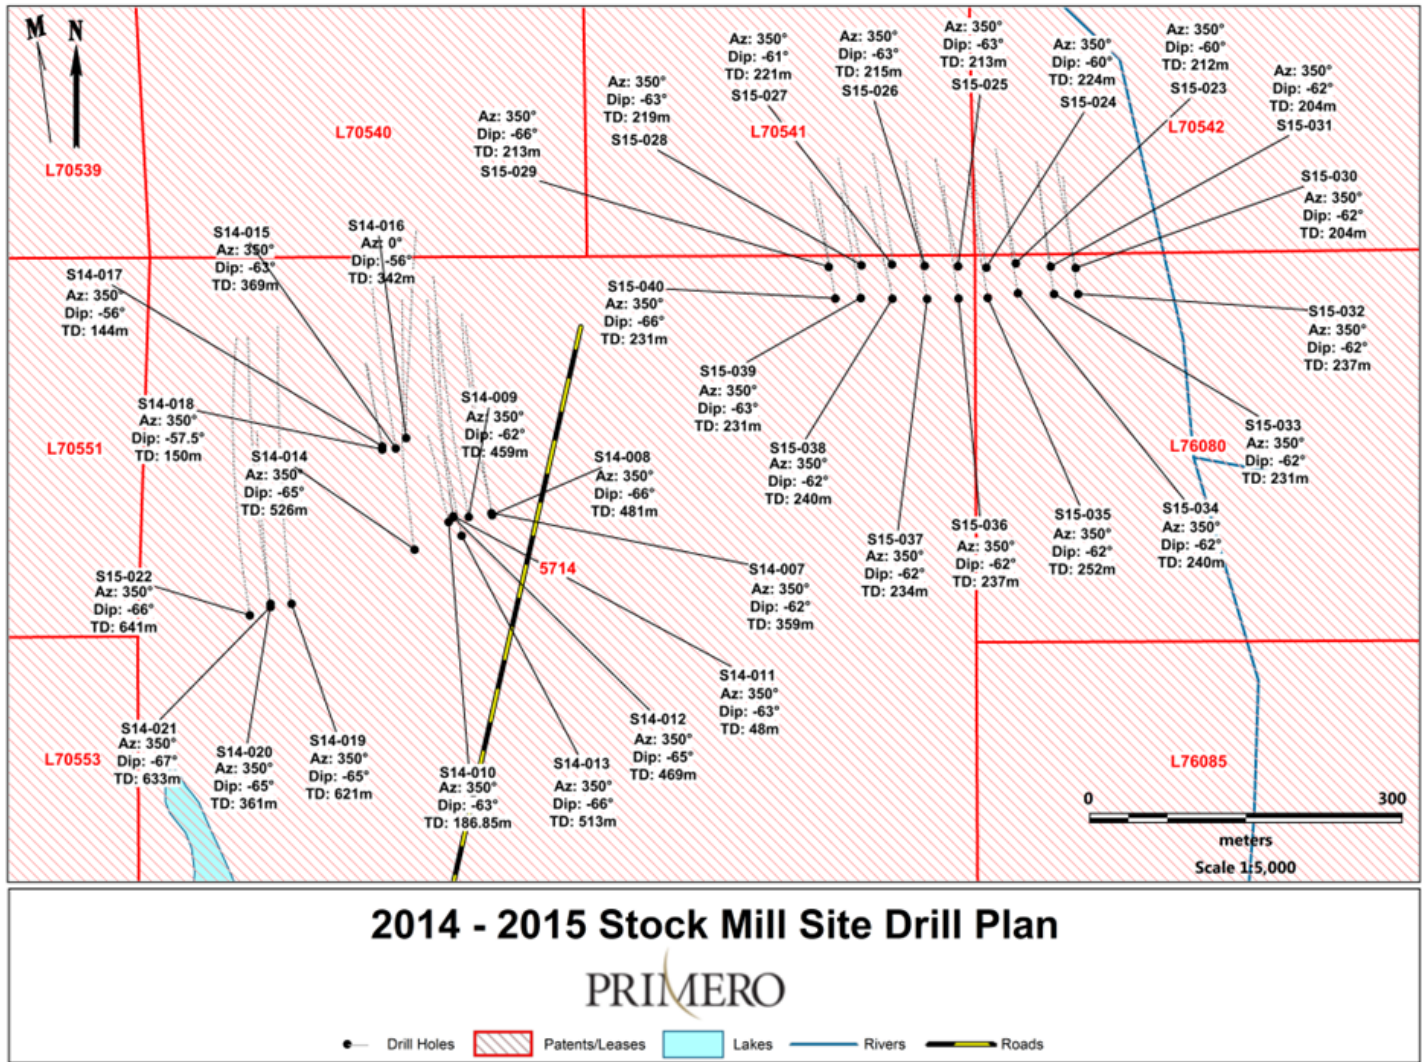 M N
L70539
L70540
L70541
L70542
L70551
L70553
L76080
L76085
5714
Az: 350°
Dip: -66°
TD: 213m
S15-029
Az: 350°
Dip: -63°
TD: 219m
S15-028
Az: 350°
Dip: -61°
TD: 221m
S15-027
Az: 350°
Dip: -63°
TD: 215m
S15-026
Az: 350°
Dip: -63°
TD: 213m
S15-025
Az: 350°
Dip: -60°
TD: 224m
S15-024
Az: 350°
Dip: -60°
TD: 212m
S15-023
Az: 350°
Dip: -62°
TD: 204m
S15-031
S15-030
Az: 350°
Dip: -62°
TD: 204m
S14-017
Az: 350°
Dip: -56°
TD: 144m
S14-015
Az: 350°
Dip: -63°
TD: 369m
S14-016
Az: 0°
Dip: -56°
TD: 342m
S15-040
Az: 350°
Dip: -66°
TD: 231m
S15-032
Az: 350°
Dip: -62°
TD: 237m
S15-039
Az: 350°
Dip: -63°
TD: 231m
S14-018
Az: 350°
Dip: -57.5°
TD: 150m
S14-009
Az: 350°
Dip: -62°
TD: 459m
S14-014
Az: 350°
Dip: -65°
TD: 526m
S14-008
Az: 350°
Dip: -66°
TD: 481m
S15-038
Az: 350°
Dip: -62°
TD: 240m
S15-033
Az: 350°
Dip: -62°
TD: 231m
S15-037
Az: 350°
Dip: -62°
TD: 234m
S15-036
Az: 350°
Dip: -62°
TD: 237m
S15-035
Az: 350°
Dip: -62°
TD: 252m
S15-034
Az: 350°
Dip: -62°
TD: 240m
S15-022
Az: 350°
Dip: -66°
TD: 641m
S14-007
Az: 350°
Dip: -62°
TD: 359m
S14-011
Az: 350°
Dip: -63°
TD: 48m
S14-012
Az: 350°
Dip: -65°
TD: 469m
S14-021
Az: 350°
Dip: -67°
TD: 633m
S14-020
Az: 350°
Dip: -65°
TD: 361m
S14-019
Az: 350°
Dip: -65°
TD: 621m
S14-010
Az: 350°
Dip: -63°
TD: 186.85m
S14-013
Az: 350°
Dip: -66°
TD: 513m
0 300
meters
Scale 1:5,000
2014 - 2015 Stock Mill Site Drill Plan
PRIMERO
Drill Holes Patents/Leases Lakes Rivers Roads